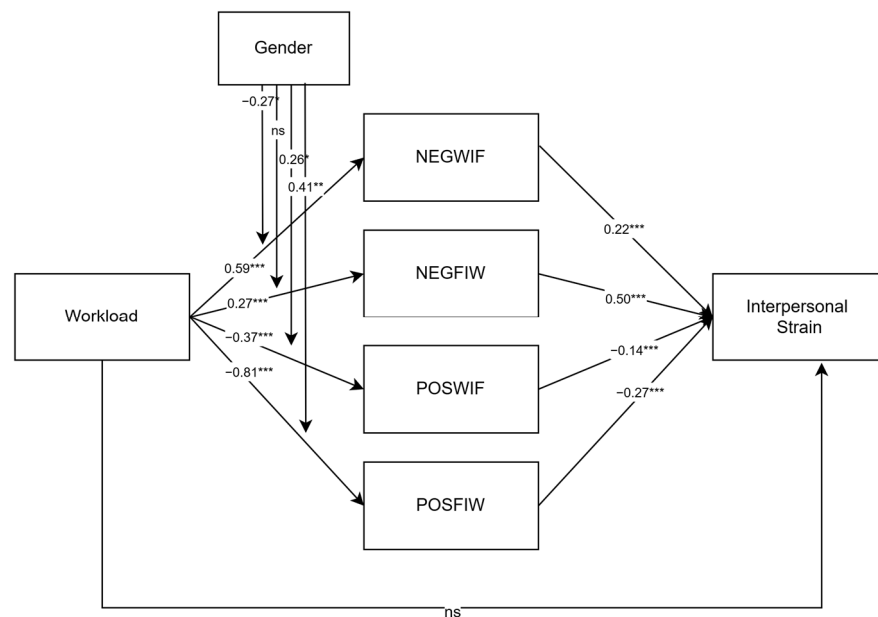 Gender
−0.27*
ns
0.26*
0.41**
NEGWIF
0.22***
0.59***
NEGFIW
Workload
0.27***
0.50***
Interpersonal
Strain
−0.37***
−0.14***
POSWIF
−0.81***
−0.27***
POSFIW
ns